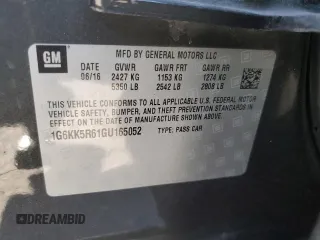 GM
MFD BY GENERAL MOTORS LLC
DATE GVWR GAWR FRT GAWR RR
06/16 2427 KG 1153 KG 1274 KG
5350 LB 2542 LB 2808 LB
THIS VEHICLE CONFORMS TO ALL APPLICABLE U.S. FEDERAL MOTOR
VEHICLE SAFETY, BUMPER, AND THEFT PREVENTION STANDARDS IN
EFFECT ON THE DATE OF MANUFACTURE SHOWN ABOVE.
1G6KK5R61GU165052 TYPE: PASS CAR
©DREAMBID